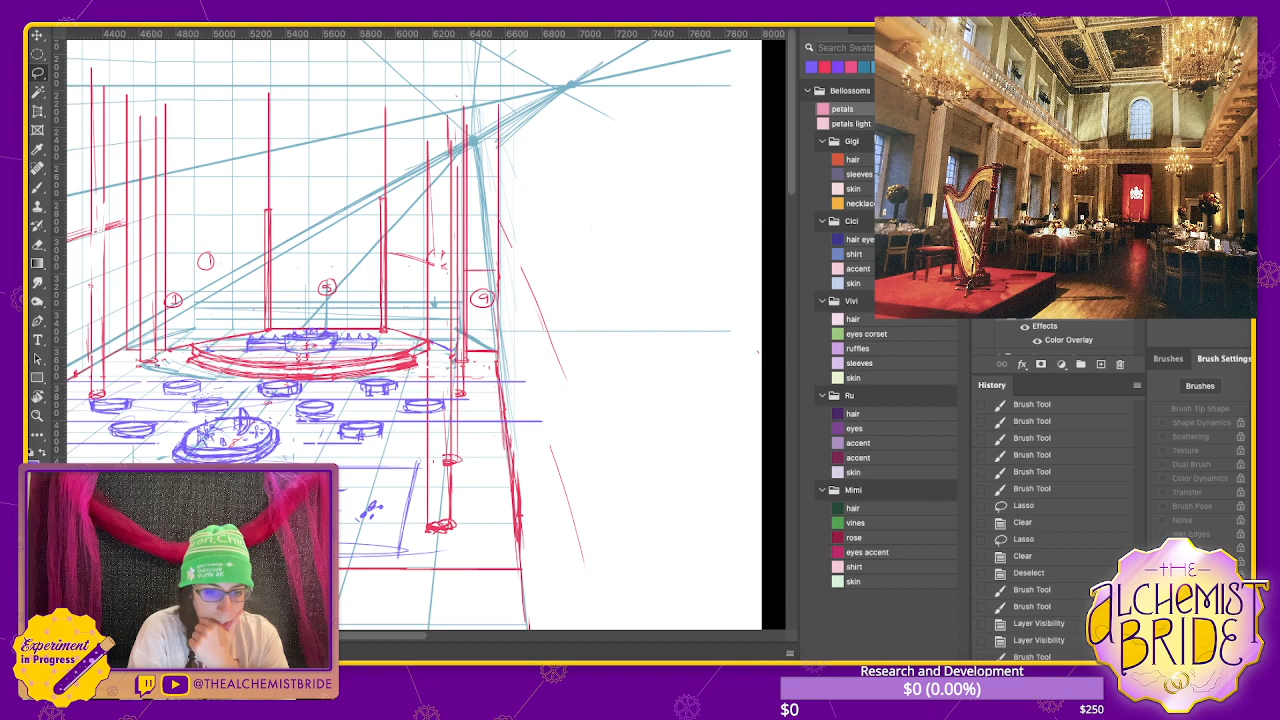 4400 4600 4800 5000 5200 5400 5600 5800 6000 6200 6400 6600 6800 7000 7200 7400 7600 7800 8000
Search Swatc
Bellossoms
petals
petals light
Gigi
hair
sleeves
skin
necklace
Cici
hair eye
shirt
accent
skin
Vivi
hair
eyes corset
ruffles
sleeves
skin
Ru
hair
eyes
accent
accent
skin
Mimi
hair
vines
rose
eyes accent
shirt
skin
Effects
Color Overlay
fx
History
Brush Tool
Brush Tool
Brush Tool
Brush Tool
Brush Tool
Brush Tool
Lasso
Clear
Lasso
Clear
Deselect
Brush Tool
Brush Tool
Layer Visibility
Layer Visibility
Brush Tool
Brushes
Brush Settings
Brushes
Brush Tip Shape
Shape Dynamics
Scattering
Texture
Dual Brush
Color Dynamics
Transfer
Brush Pose
Noise
Wet Edges
Experiment
in Progress
@THEALCHEMISTBRIDE
THE
ALCHEMIST
BRIDE
Research and Development
$0 (0.00%)
$0
$250